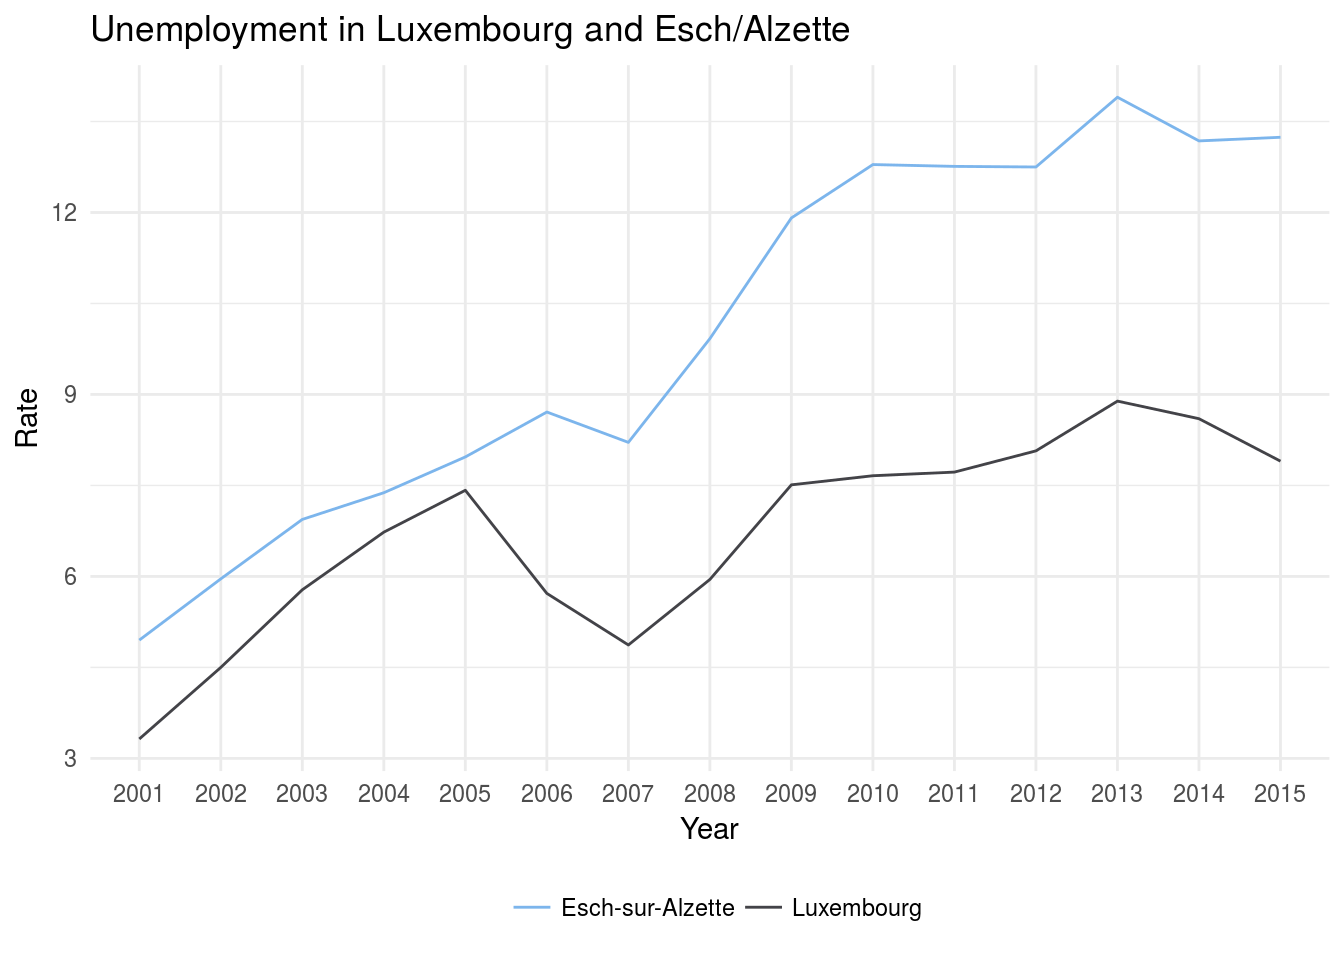 Unemployment in Luxembourg and Esch/Alzette
12
9
6
3
Rate
2001 2002 2003 2004 2005 2006 2007 2008 2009 2010 2011 2012 2013 2014 2015
Year
Esch-sur-Alzette Luxembourg